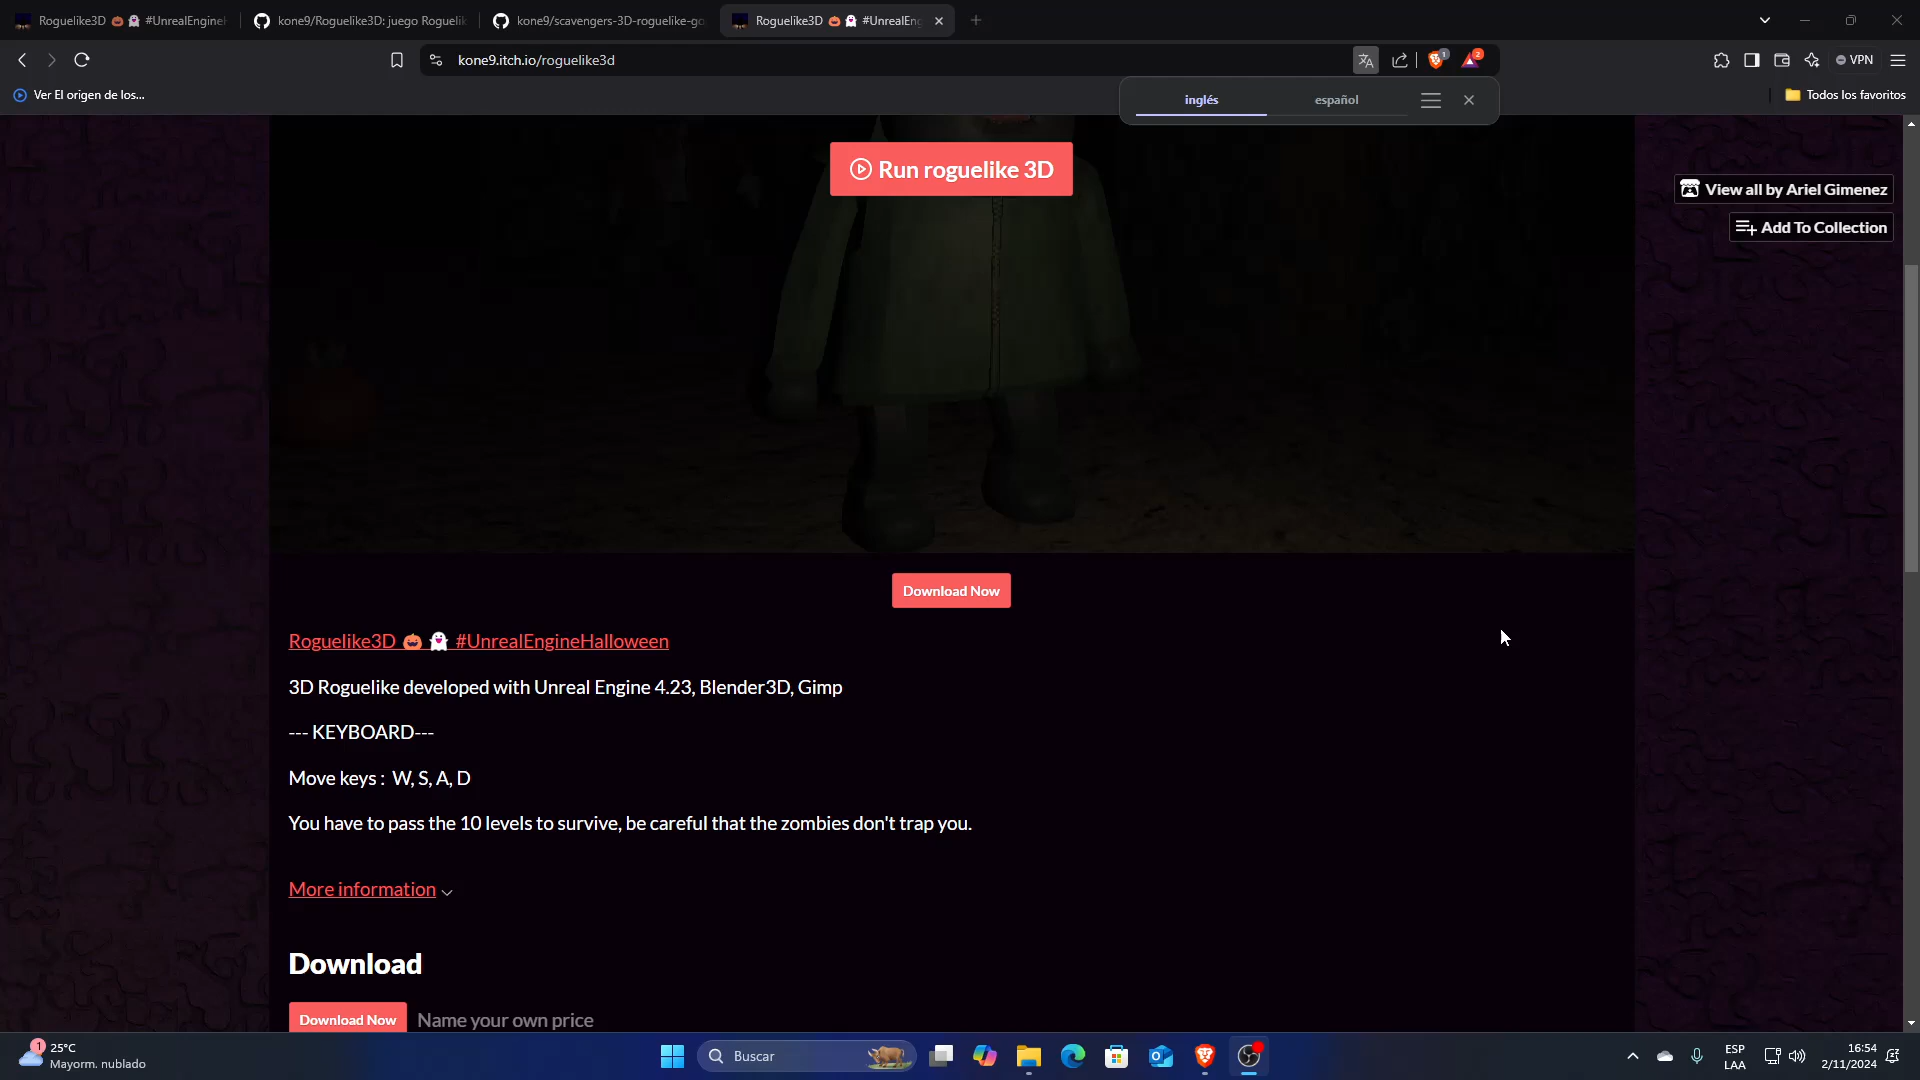 Roguelike3D 🎃👻 #UnrealEngineH
kone9/Roguelike3D: juego Roguelik
kone9/scavengers-3D-roguelike-go
Roguelike3D 🎃👻 #UnrealEng
kone9.itch.io/roguelike3d
1
2
VPN
Ver El origen de los...
inglés
español
Todos los favoritos
Run roguelike 3D
View all by Ariel Gimenez
Add To Collection
Download Now
Roguelike3D 🎃👻 #UnrealEngineHalloween
3D Roguelike developed with Unreal Engine 4.23, Blender3D, Gimp
--- KEYBOARD---
Move keys : W, S, A, D
You have to pass the 10 levels to survive, be careful that the zombies don't trap you.
More information
Download
Download Now Name your own price
1
25°C
Mayorm. nublado
Buscar
ESP
LAA
16:54
2/11/2024